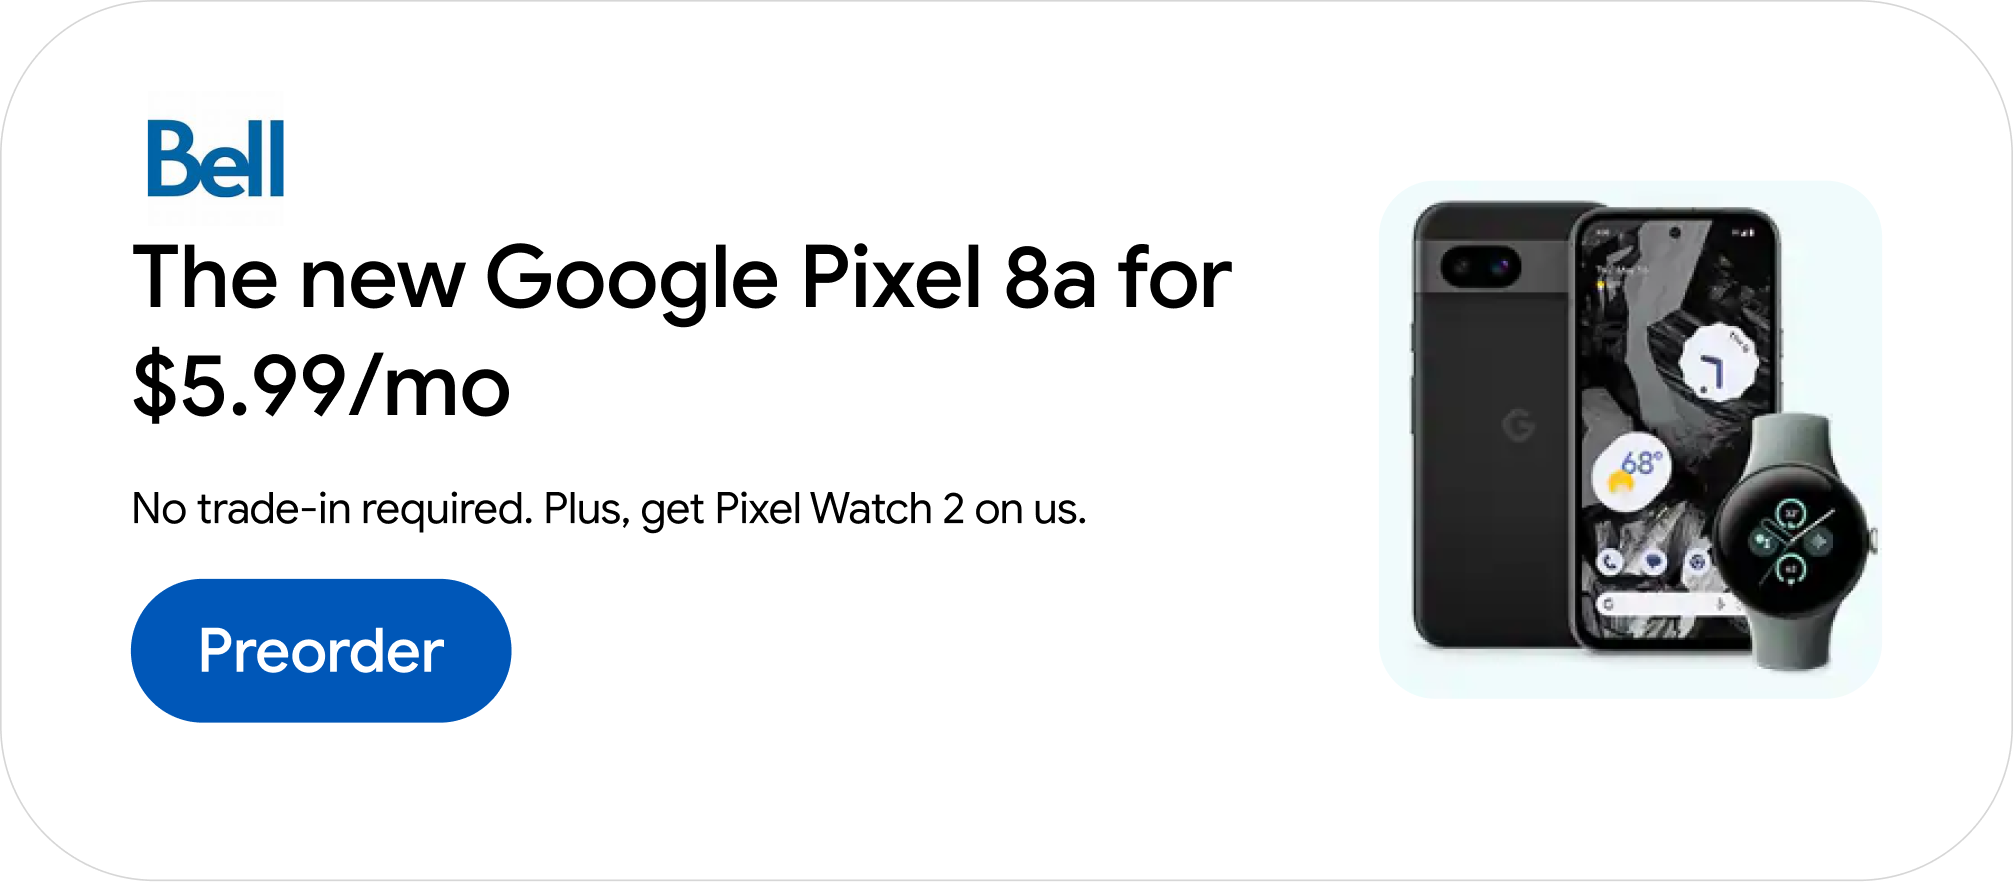 Bell
The new Google Pixel 8a for
$5.99/mo
No trade-in required. Plus, get Pixel Watch 2 on us.
Preorder
68°